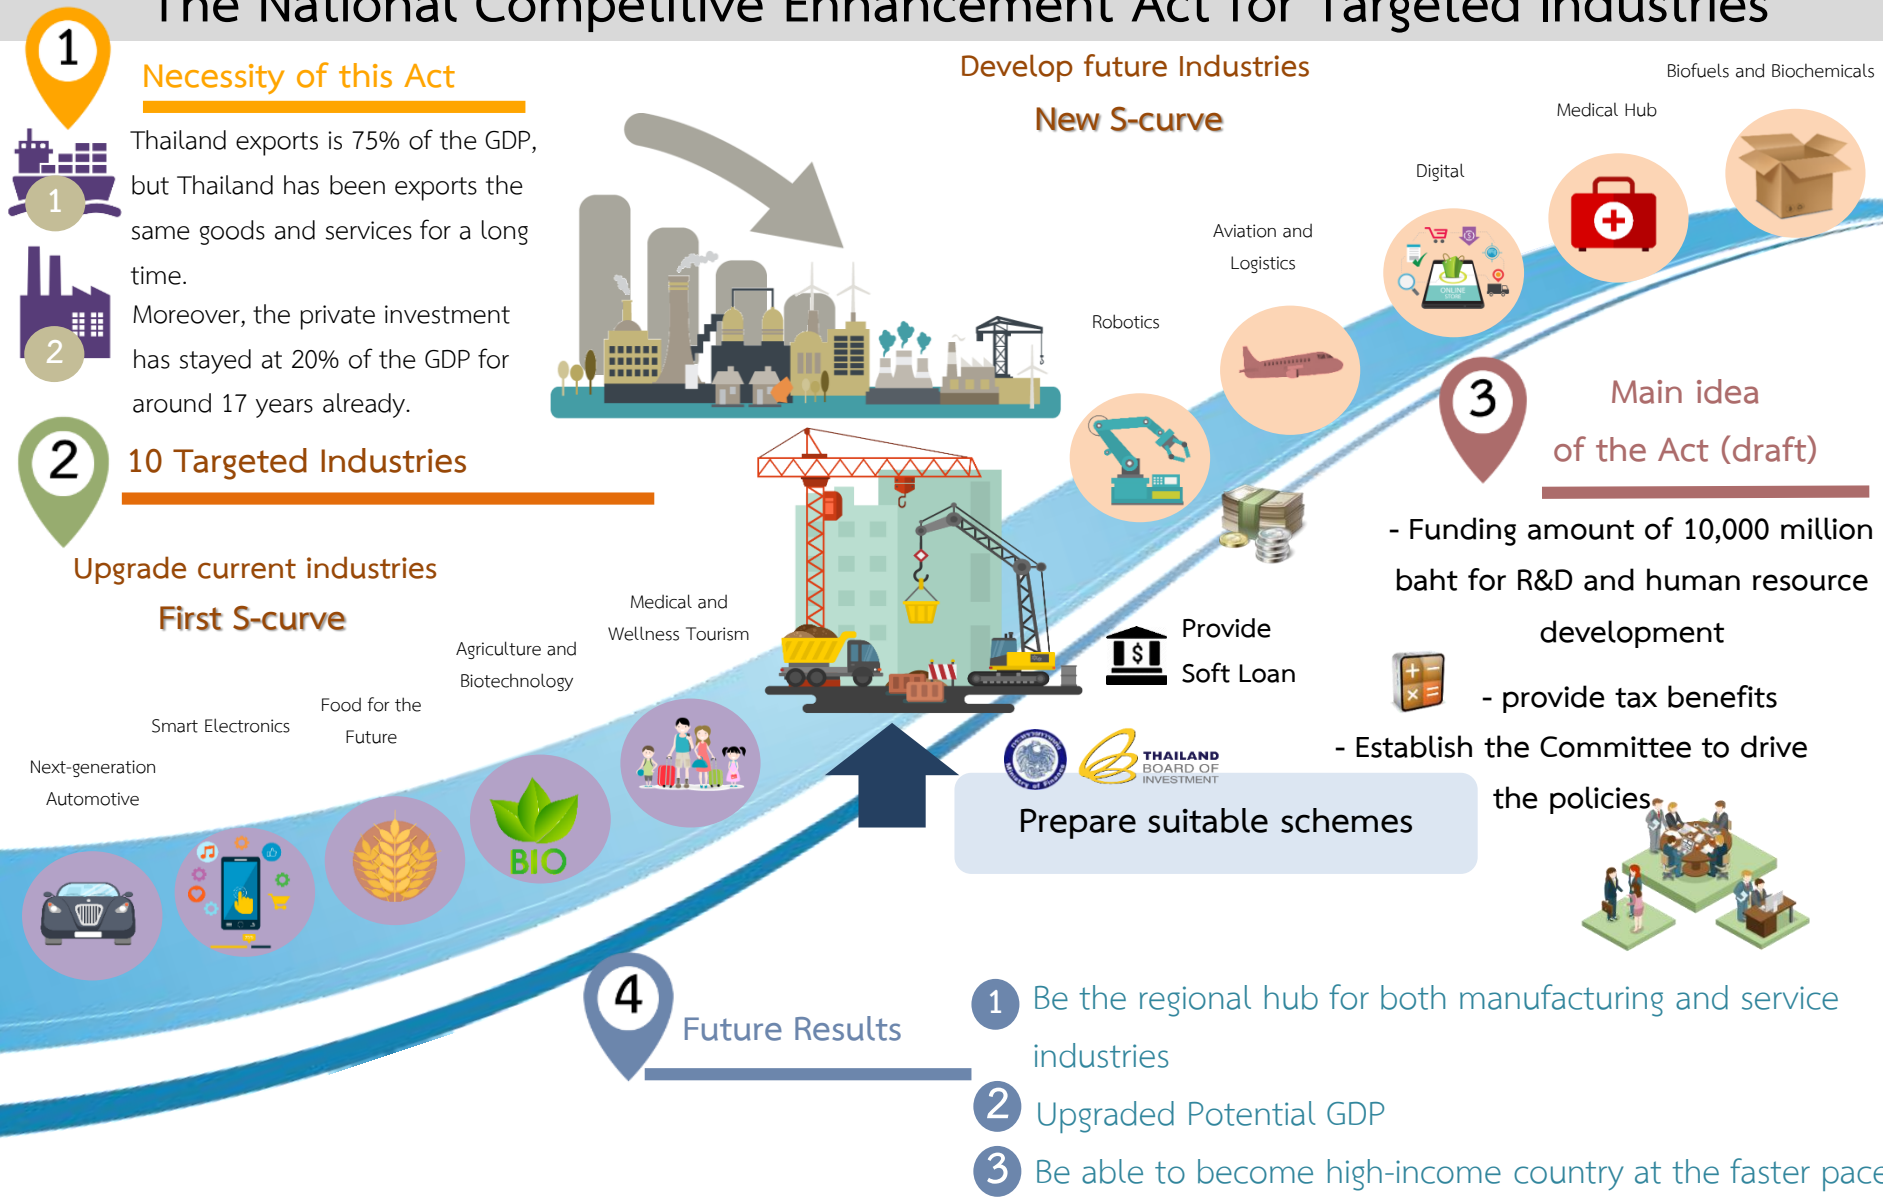 The National Competitive Enhancement Act for Targeted Industries
1
Necessity of this Act
1
Thailand exports is 75% of the GDP,
but Thailand has been exports the
same goods and services for a long
time.
2
Moreover, the private investment
has stayed at 20% of the GDP for
around 17 years already.
2
10 Targeted Industries
Upgrade current industries
First S-curve
Next-generation
Automotive
Smart Electronics
Food for the
Future
Agriculture and
Biotechnology
BIO
Medical and
Wellness Tourism
Develop future Industries
New S-curve
Robotics
Aviation and
Logistics
Digital
ONLINE
STORE
Medical Hub
Biofuels and Biochemicals
3
Main idea
of the Act (draft)
- Funding amount of 10,000 million
baht for R&D and human resource
development
- provide tax benefits
- Establish the Committee to drive
the policies
Provide
Soft Loan
Ministry of Finance
THAILAND
BOARD OF
INVESTMENT
Prepare suitable schemes
4
Future Results
1 Be the regional hub for both manufacturing and service
industries
2 Upgraded Potential GDP
3 Be able to become high-income country at the faster pace